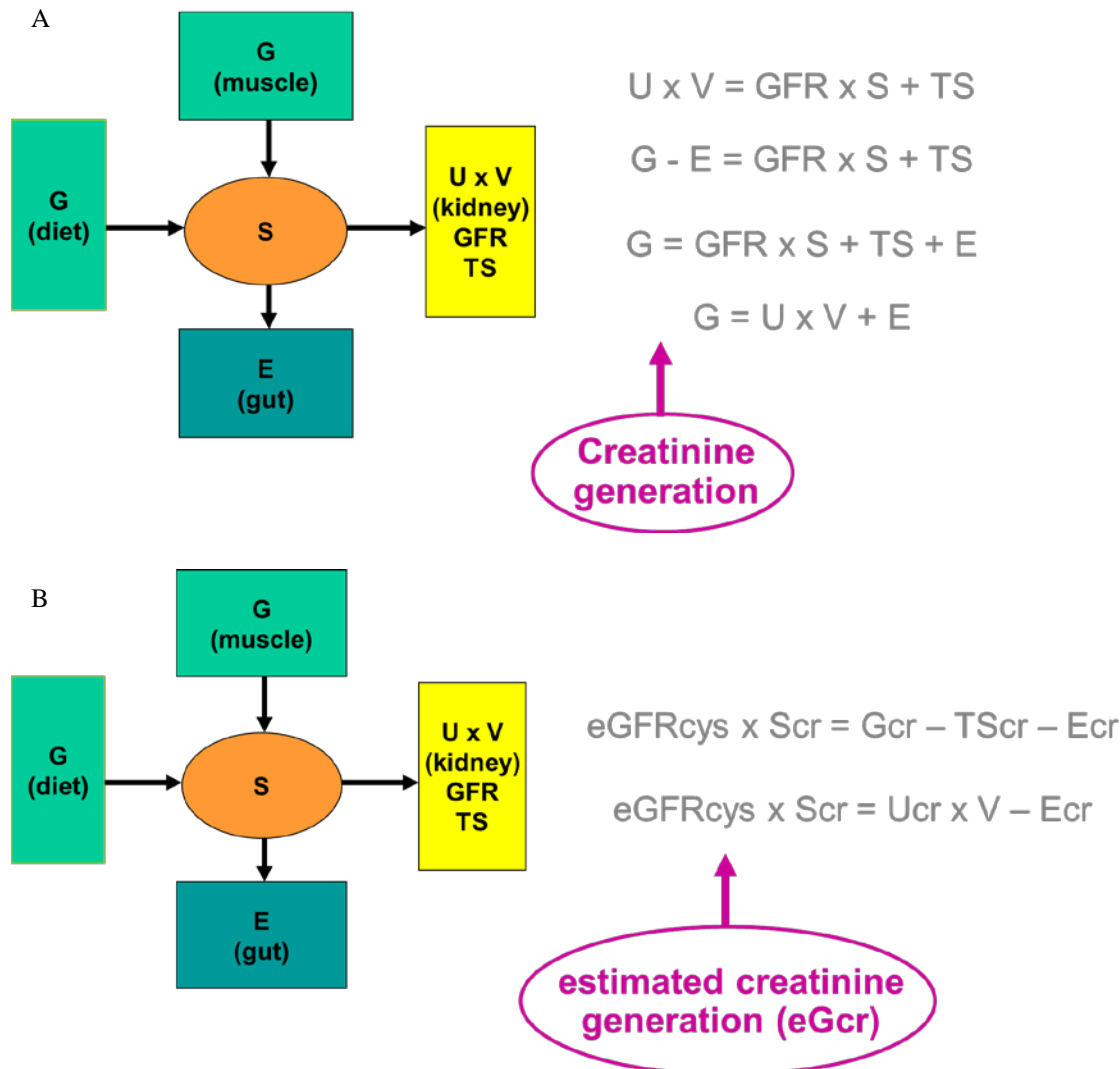 A
G
(muscle)
G
(diet)
S
U x V
(kidney)
GFR
TS
E
(gut)
U x V = GFR x S + TS
G - E = GFR x S + TS
G = GFR x S + TS + E
G = U x V + E
Creatinine
generation
B
G
(muscle)
G
(diet)
S
U x V
(kidney)
GFR
TS
E
(gut)
eGFRcys x Scr = Gcr – TScr – Ecr
eGFRcys x Scr = Ucr x V – Ecr
estimated creatinine
generation (eGcr)